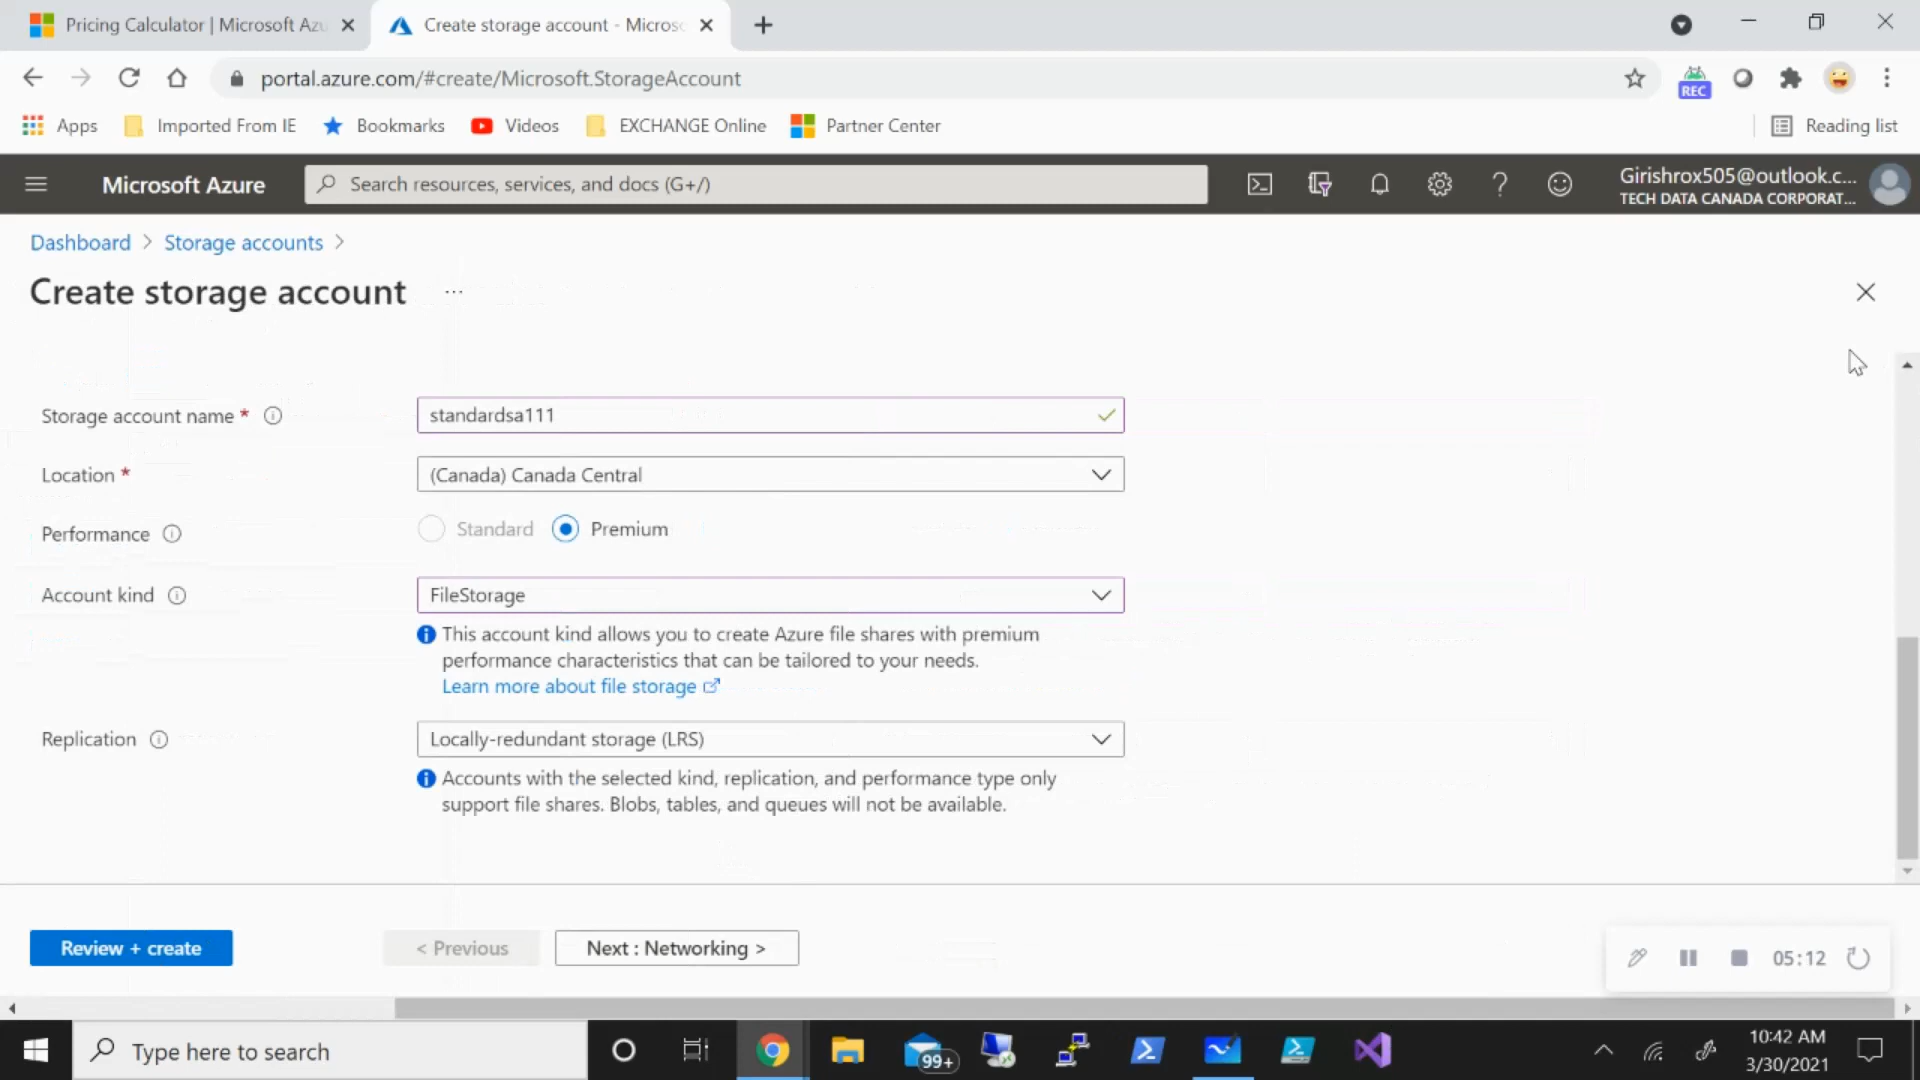 Pricing Calculator | Microsoft Azu
Create storage account - Micros
portal.azure.com/#create/Microsoft.StorageAccount
REC
Apps
Imported From IE
Bookmarks
Videos
EXCHANGE Online
Partner Center
Reading list
Microsoft Azure
Search resources, services, and docs (G+/)
Girishrox505@outlook.c...
TECH DATA CANADA CORPORAT...
Dashboard > Storage accounts >
Create storage account ...
Storage account name *
standardsa111
Location *
(Canada) Canada Central
Performance
Standard
Premium
Account kind
FileStorage
This account kind allows you to create Azure file shares with premium
performance characteristics that can be tailored to your needs.
Learn more about file storage
Replication
Locally-redundant storage (LRS)
Accounts with the selected kind, replication, and performance type only
support file shares. Blobs, tables, and queues will not be available.
Review + create
< Previous
Next : Networking >
05:12
Type here to search
99+
10:42 AM
3/30/2021